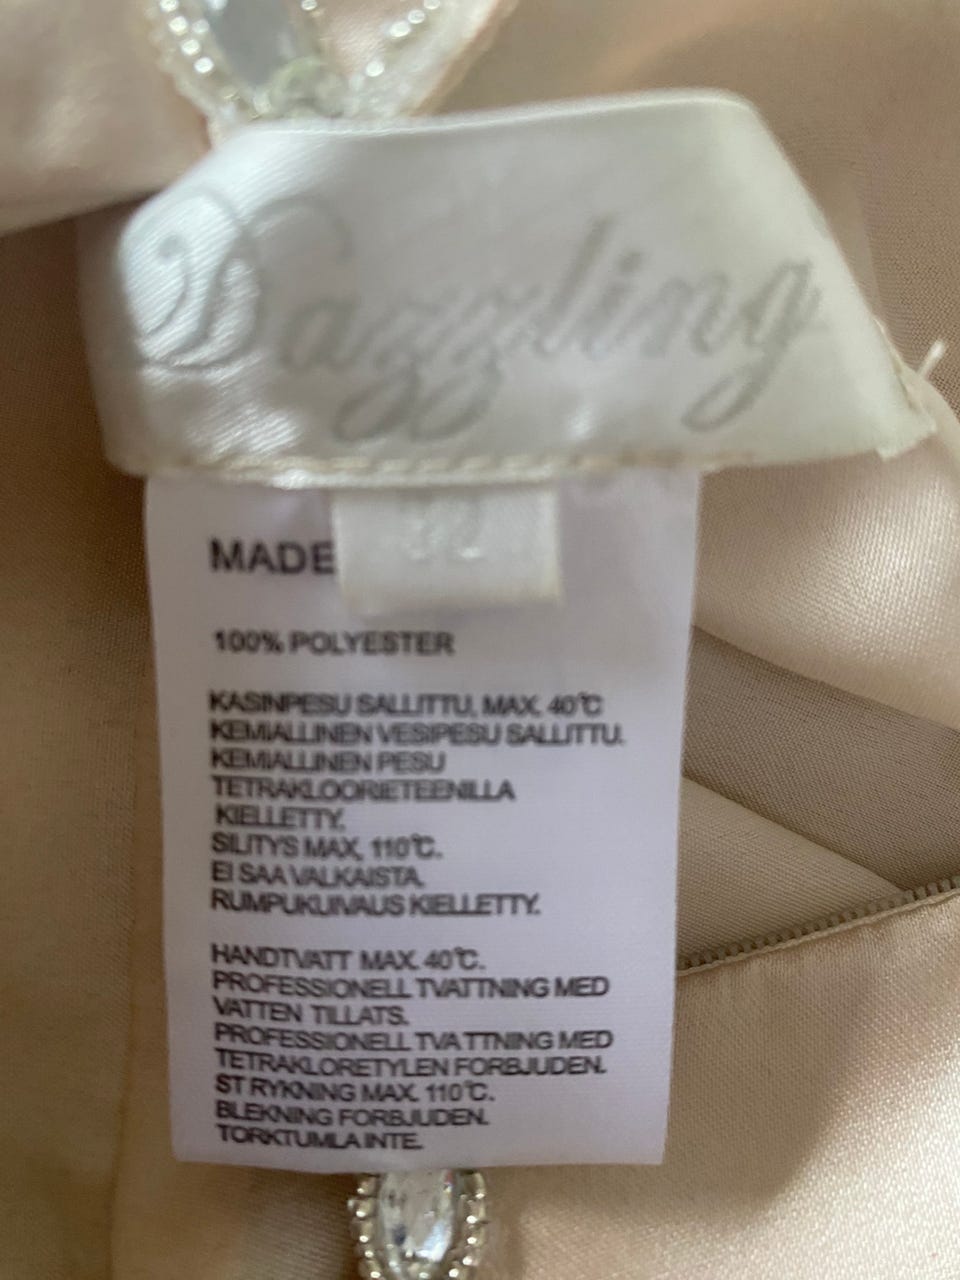 Dazzling
MADE
100% POLYESTER
KASINPESU SALLITTU, MAX. 40℃
KEMIALLINEN VESIPESU SALLITTU.
KEMIALLINEN PESU
TETRAKLOORIETEENILLA
KIELLETTY.
SILITYS MAX, 110℃.
EI SAA VALKAISTA.
RUMPUKUIVAUS KIELLETTY.
HANDTVATT MAX. 40℃.
PROFESSIONELL TVATTNING MED
VATTEN TILLATS.
PROFESSIONELL TVATTNING MED
TETRAKLORETYLEN FORBJUDEN.
ST RYKNING MAX. 110℃.
BLEKNING FORBJUDEN.
TORKTUMLA INTE.